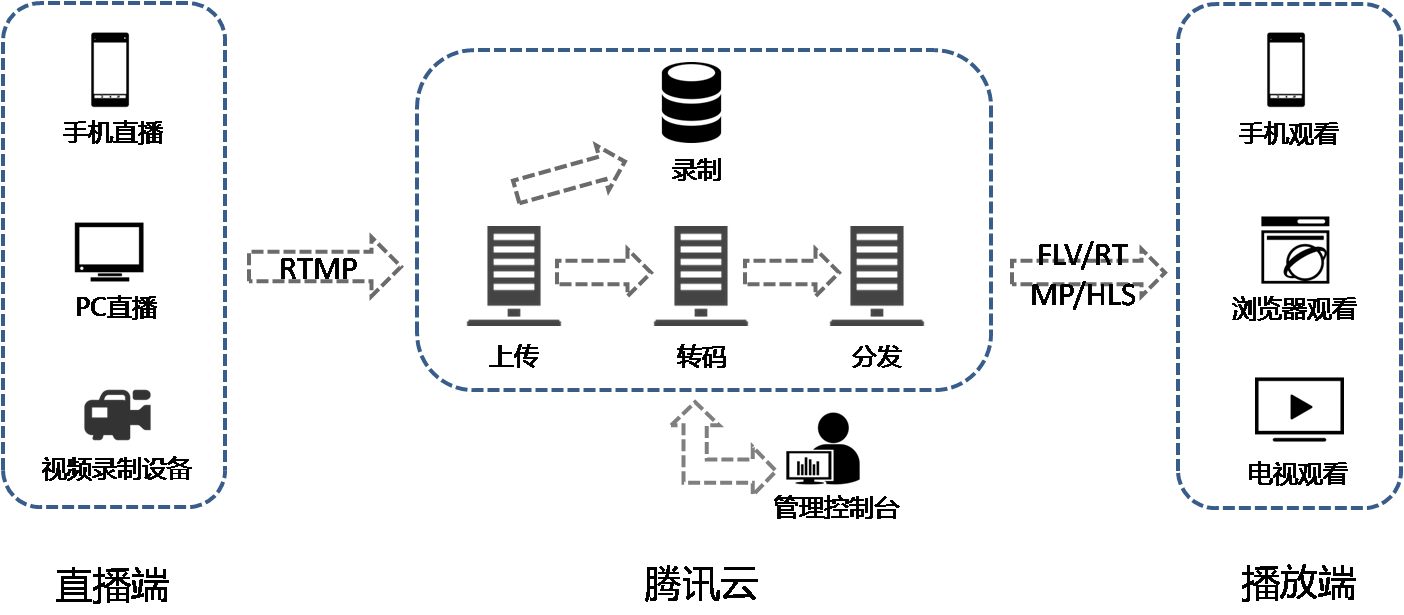 手机直播
PC直播
视频录制设备
直播端
RTMP
录制
上传
转码
分发
管理控制台
腾讯云
FLV/RT
MP/HLS
手机观看
浏览器观看
电视观看
播放端